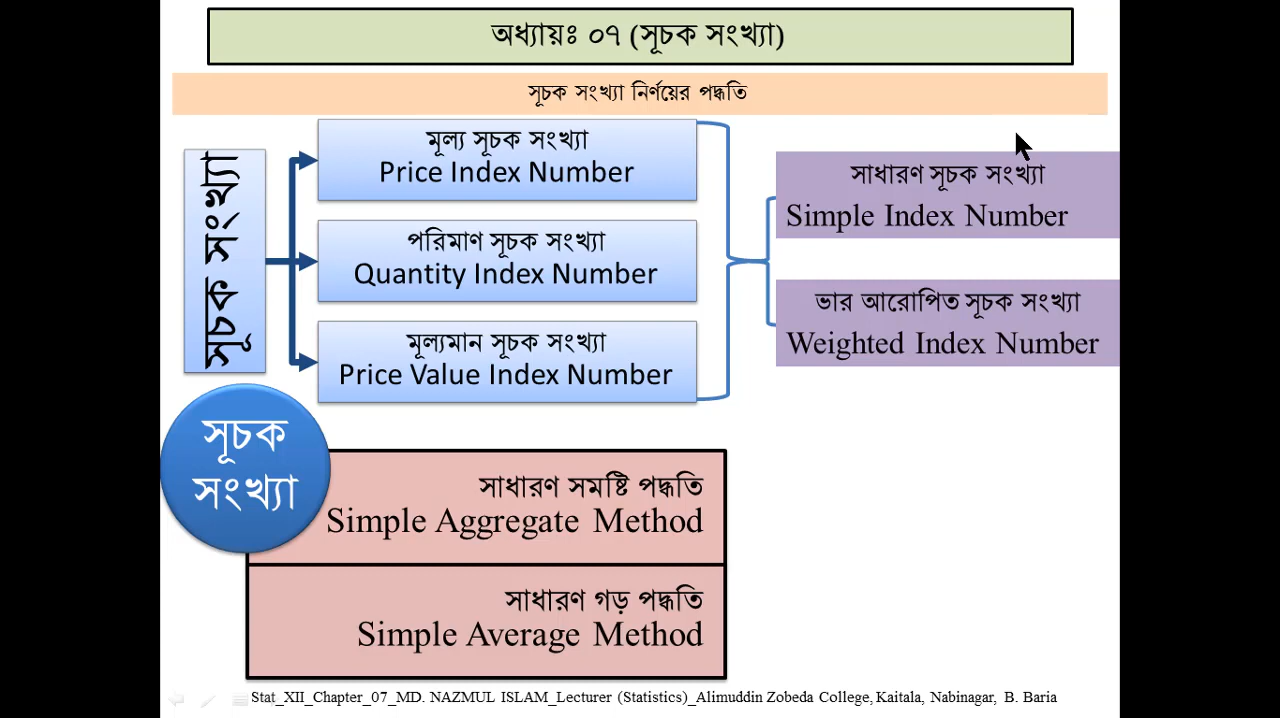 অধ্যায়ঃ ০৭ (সূচক সংখ্যা)
সূচক সংখ্যা নির্ণয়ের পদ্ধতি
সূচক সংখ্যা
মূল্য সূচক সংখ্যা
Price Index Number
পরিমাণ সূচক সংখ্যা
Quantity Index Number
মূল্যমান সূচক সংখ্যা
Price Value Index Number
সাধারণ সূচক সংখ্যা
Simple Index Number
ভার আরোপিত সূচক সংখ্যা
Weighted Index Number
সূচক
সংখ্যা
সাধারণ সমষ্টি পদ্ধতি
Simple Aggregate Method
সাধারণ গড় পদ্ধতি
Simple Average Method
Stat_XII_Chapter_07_MD. NAZMUL ISLAM_Lecturer (Statistics)_Alimuddin Zobeda College, Kaitala, Nabinagar, B. Baria